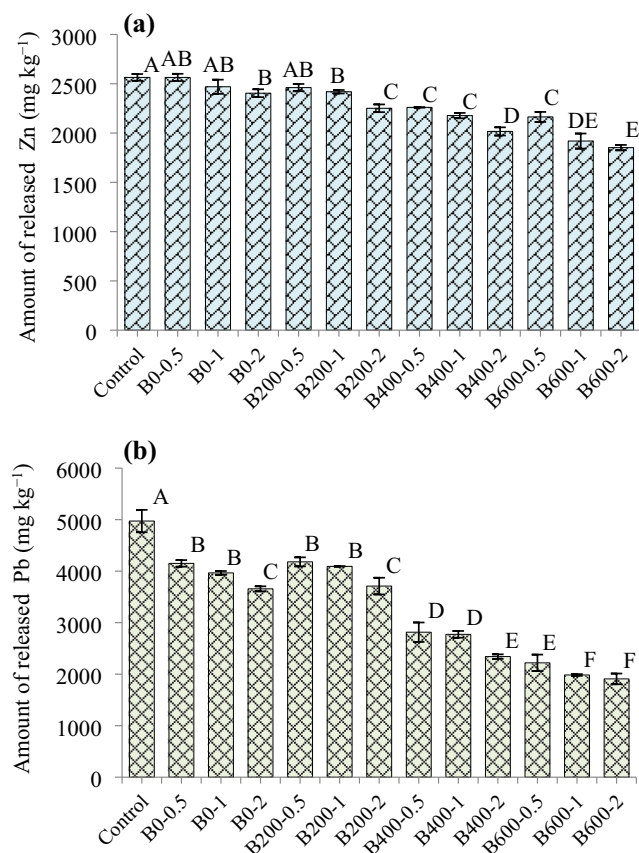 (a)
Amount of released Zn (mg kg⁻¹)
3000
2500
2000
1500
1000
500
0
A AB AB B AB B C C C D C DE E
Control B0-0.5 B0-1 B0-2 B200-0.5 B200-1 B200-2 B400-0.5 B400-1 B400-2 B600-0.5 B600-1 B600-2
(b)
Amount of released Pb (mg kg⁻¹)
6000
5000
4000
3000
2000
1000
0
A B B C B B C D D E E F F
Control B0-0.5 B0-1 B0-2 B200-0.5 B200-1 B200-2 B400-0.5 B400-1 B400-2 B600-0.5 B600-1 B600-2